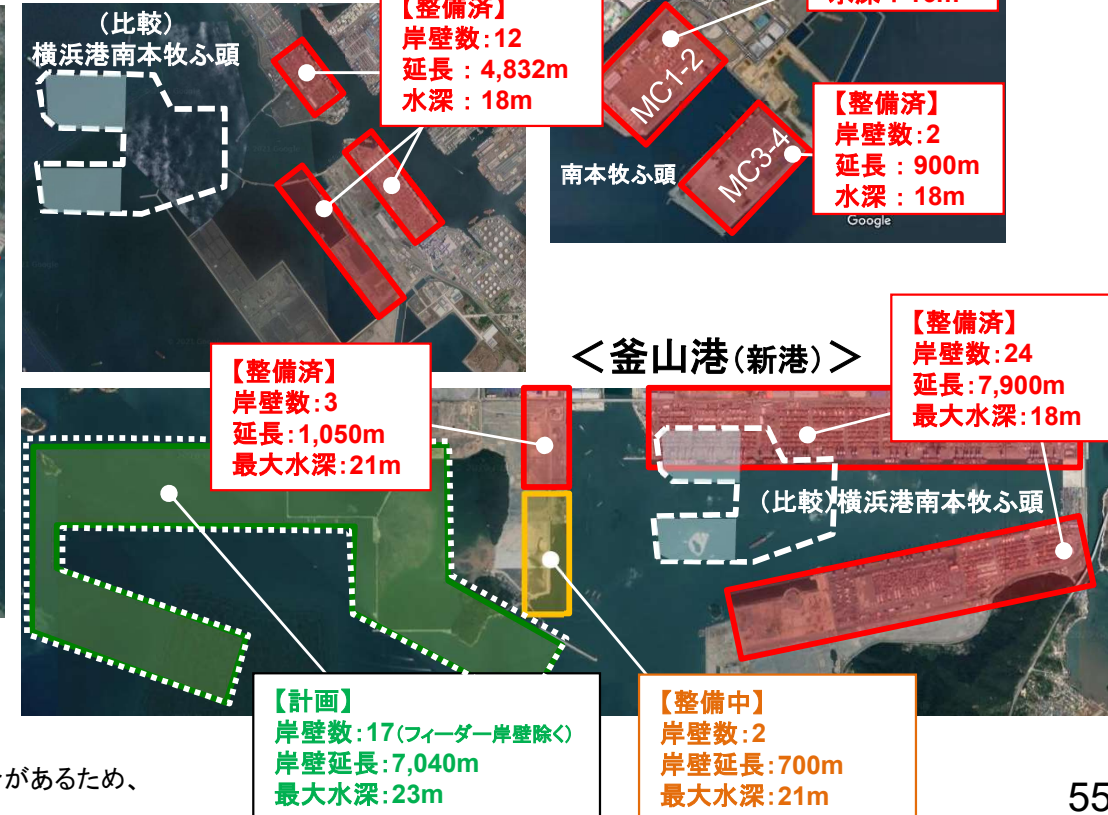 (比較)
横浜港南本牧ふ頭
【整備済】
岸壁数:12
延長:4,832m
水深:18m
MC1-2
MC3-4
南本牧ふ頭
【整備済】
岸壁数:2
延長:900m
水深:18m
Google
<釜山港(新港)>
【整備済】
岸壁数:3
延長:1,050m
最大水深:21m
【整備済】
岸壁数:24
延長:7,900m
最大水深:18m
(比較)横浜港南本牧ふ頭
【計画】
岸壁数:17(フィーダー岸壁除く)
岸壁延長:7,040m
最大水深:23m
【整備中】
岸壁数:2
岸壁延長:700m
最大水深:21m
があるため、
55